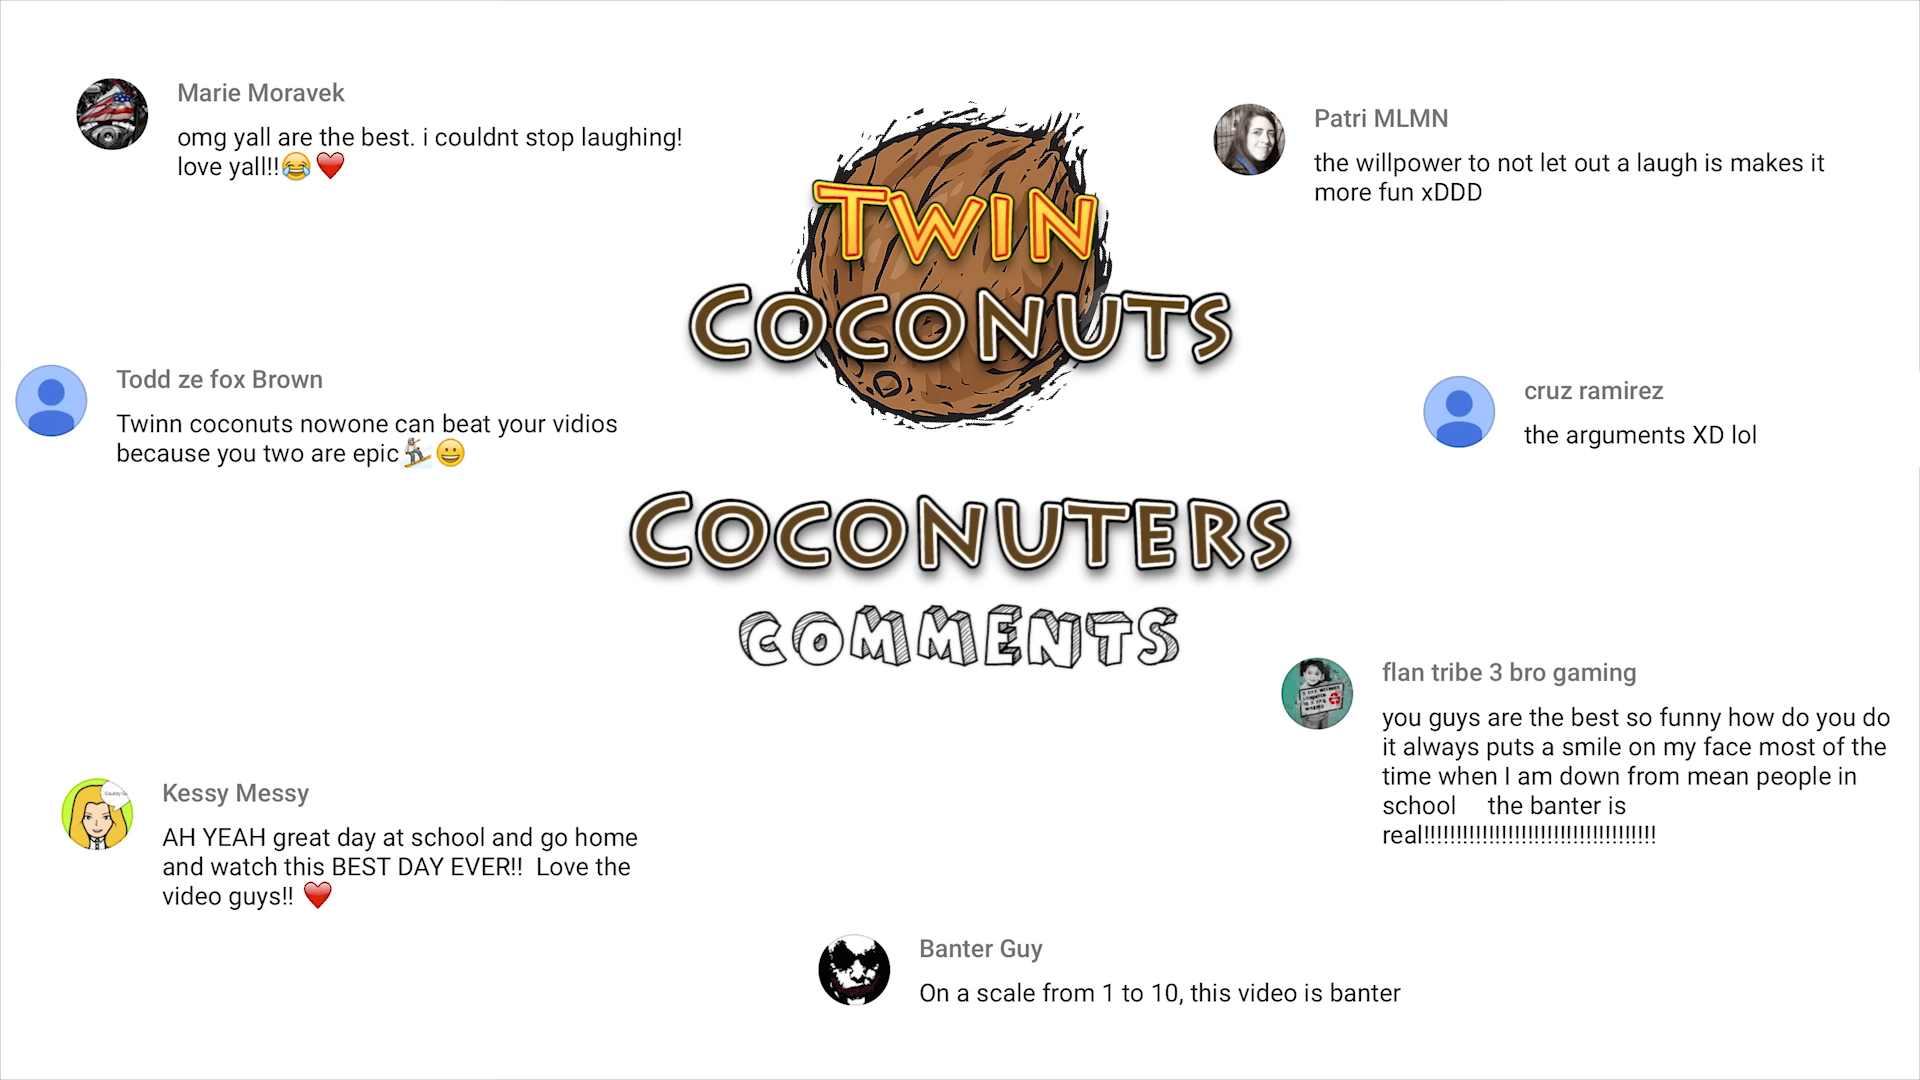 Marie Moravek
omg yall are the best. i couldnt stop laughing!
love yall!!😂❤️
Patri MLMN
the willpower to not let out a laugh is makes it
more fun xDDD
TWIN
COCONUTS
Todd ze fox Brown
Twinn coconuts nowone can beat your vidios
because you two are epic🏂😀
cruz ramirez
the arguments XD lol
COCONUTERS
COMMENTS
flan tribe 3 bro gaming
you guys are the best so funny how do you do
it always puts a smile on my face most of the
time when I am down from mean people in
school     the banter is
real!!!!!!!!!!!!!!!!!!!!!!!!!!!!!!!!!!!!
Kessy Messy
AH YEAH great day at school and go home
and watch this BEST DAY EVER!!  Love the
video guys!! ❤️
Banter Guy
On a scale from 1 to 10, this video is banter